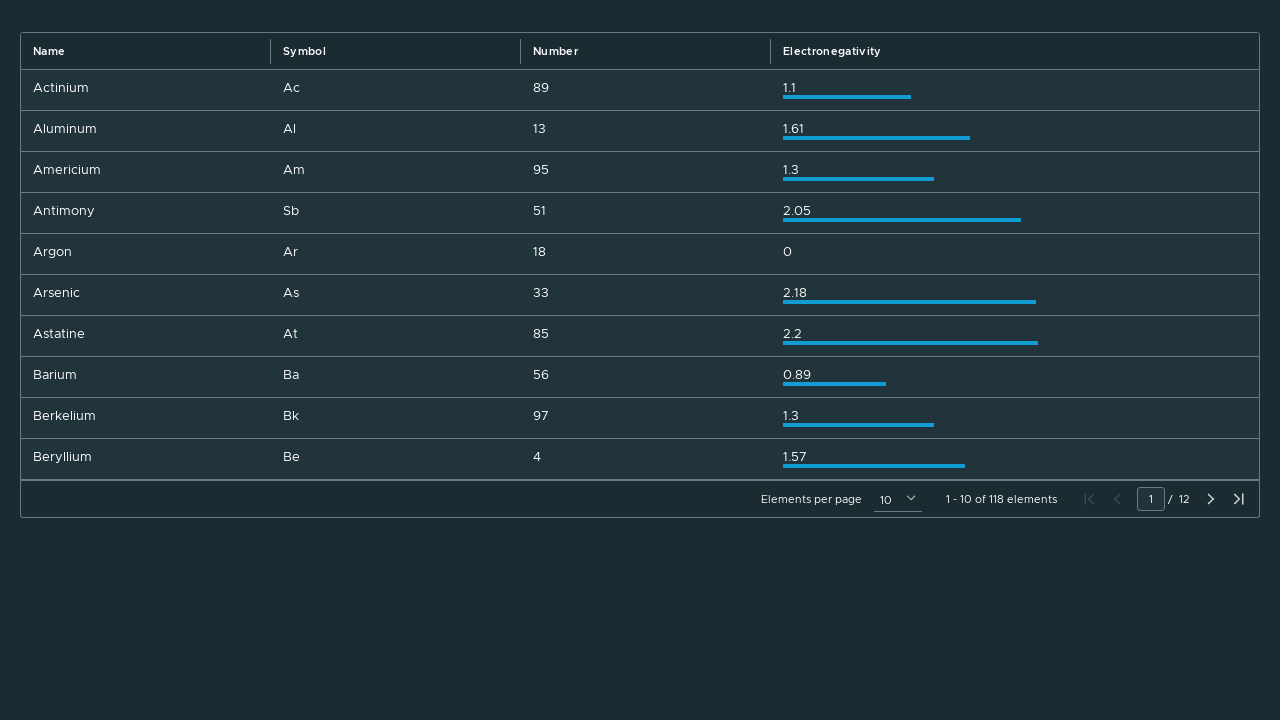 Name Symbol Number Electronegativity
Actinium Ac 89 1.1
Aluminum Al 13 1.61
Americium Am 95 1.3
Antimony Sb 51 2.05
Argon Ar 18 0
Arsenic As 33 2.18
Astatine At 85 2.2
Barium Ba 56 0.89
Berkelium Bk 97 1.3
Beryllium Be 4 1.57
Elements per page 10 1 - 10 of 118 elements 1 / 12